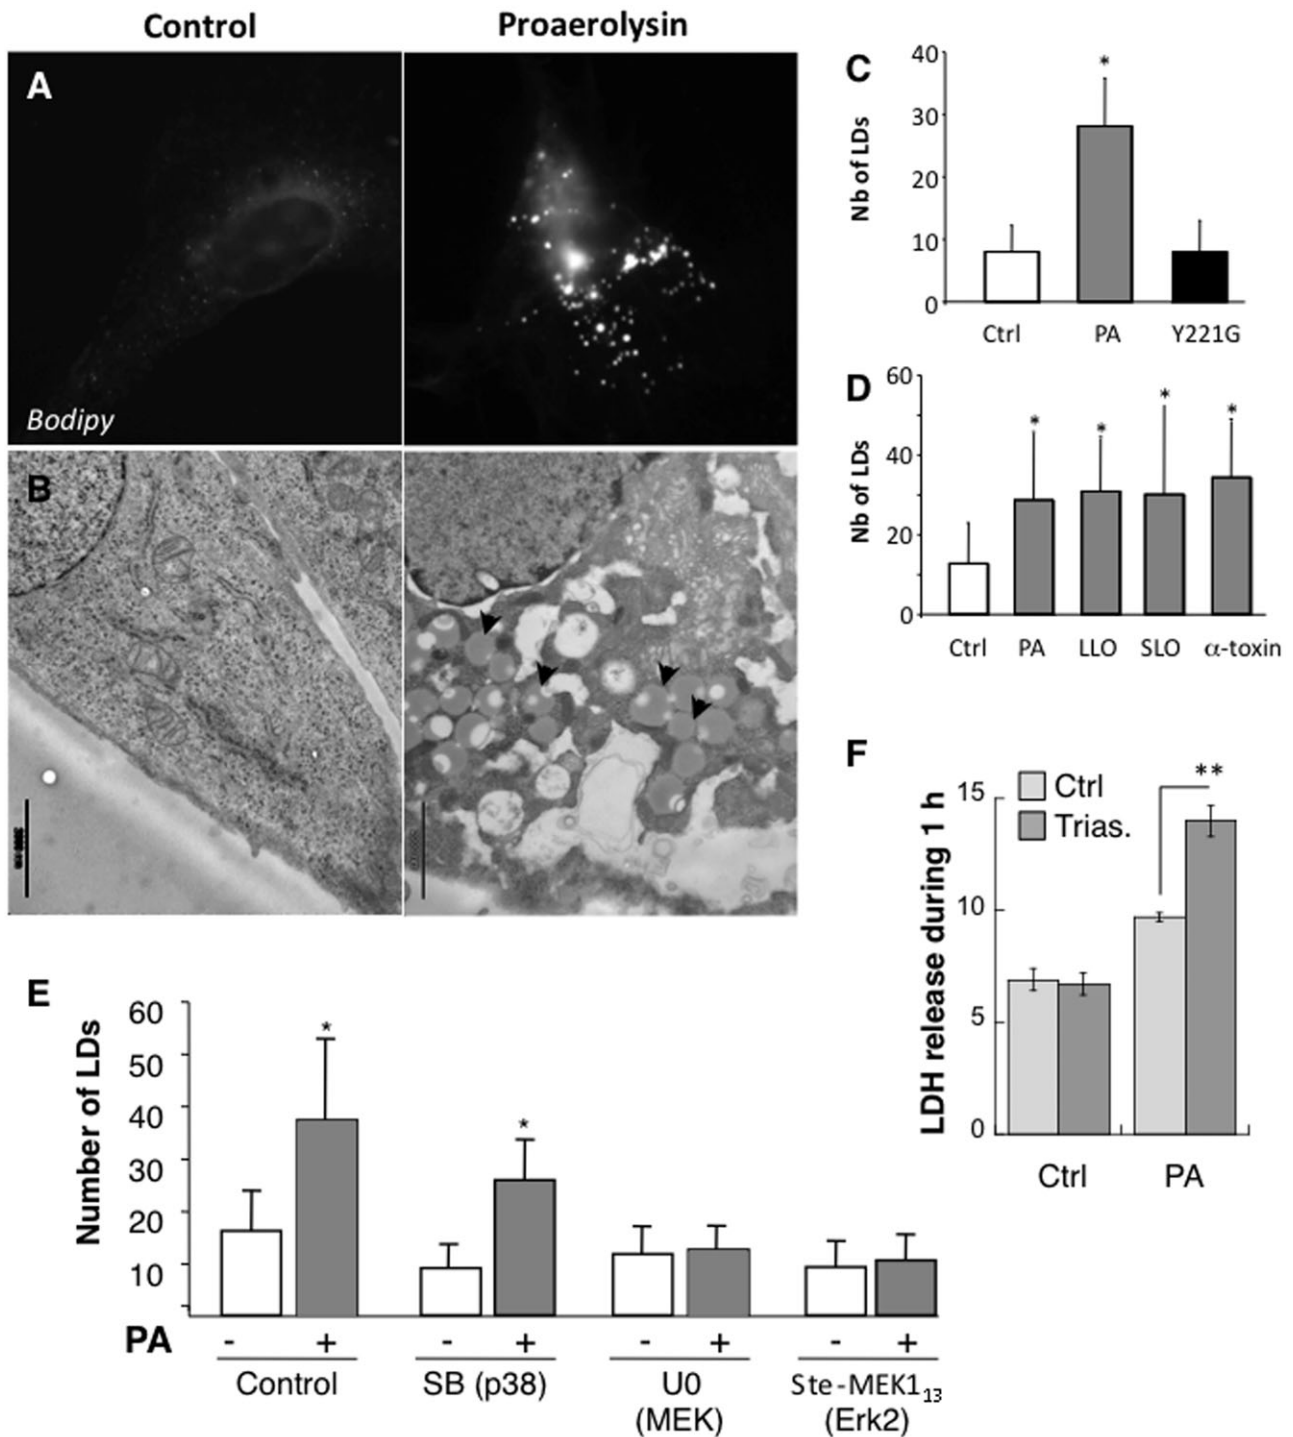 Control
Proaerolysin
A
Bodipy
B
C
Nb of LDs
40
30
20
10
0
*
Ctrl
PA
Y221G
D
Nb of LDs
60
40
20
0
*
*
*
*
Ctrl
PA
LLO
SLO
α-toxin
E
Number of LDs
60
50
40
30
20
10
*
*
PA
-
+
-
+
-
+
-
+
Control
SB (p38)
U0
(MEK)
Ste-MEK1₁₃
(Erk2)
F
LDH release during 1 h
15
10
5
0
Ctrl
Trias.
**
Ctrl
PA